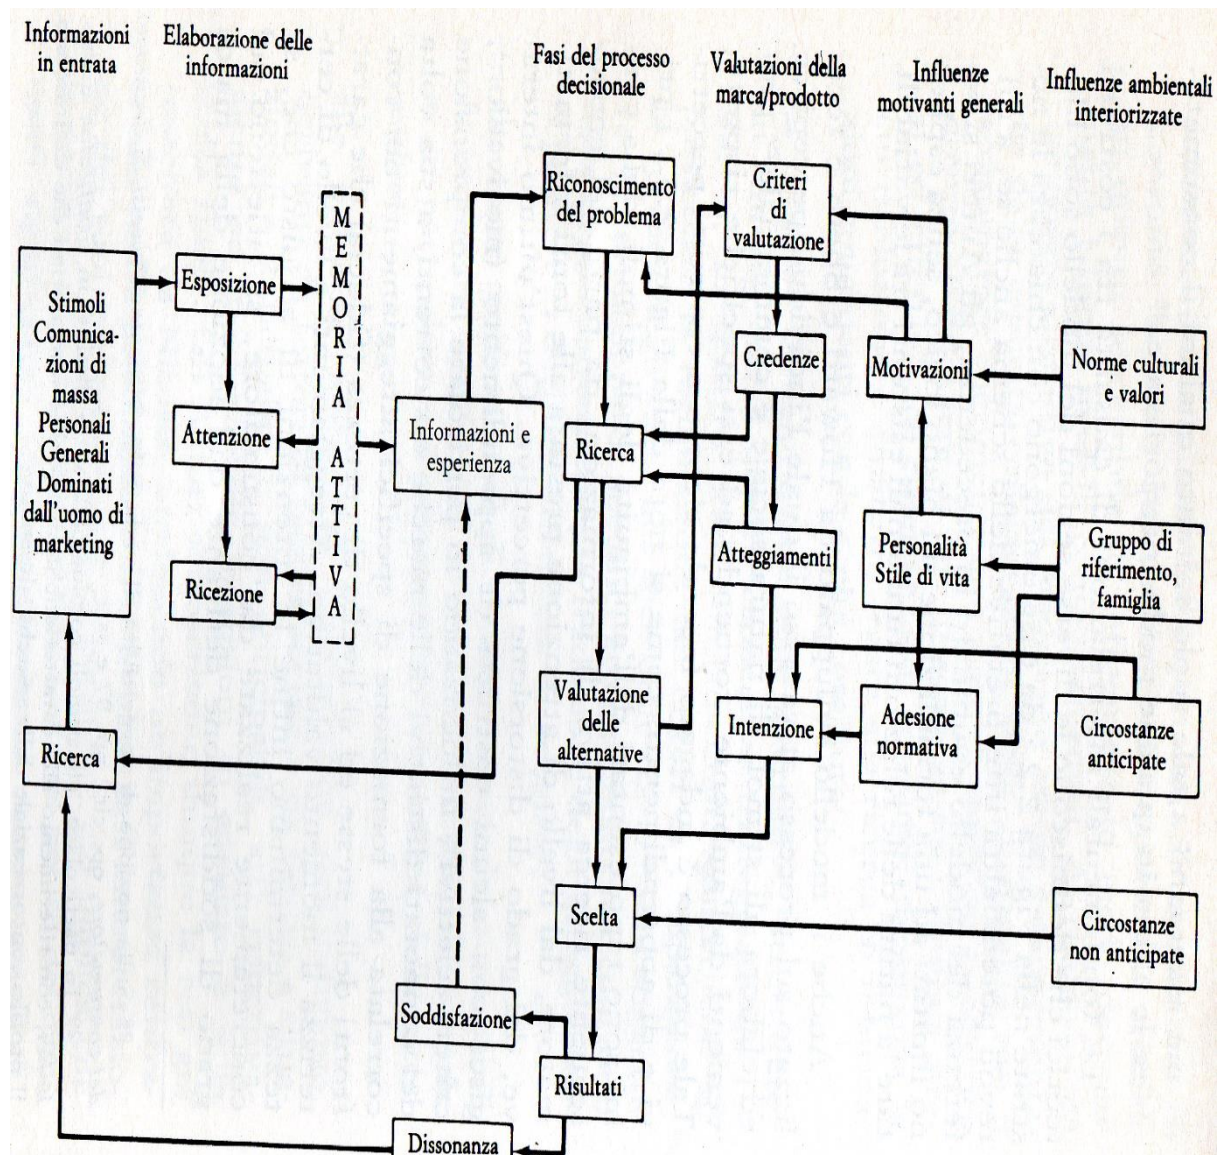 Informazioni
in entrata
Elaborazione delle
informazioni
Fasi del processo
decisionale
Valutazioni della
marca/prodotto
Influenze
motivanti generali
Influenze ambientali
interiorizzate
Stimoli
Comunica-
zioni di
massa
Personali
Generali
Dominati
dall'uomo di
marketing
Ricerca
Esposizione
Attenzione
Ricezione
MEMORIA ATTIVA
Informazioni e
esperienza
Soddisfazione
Dissonanza
Riconoscimento
del problema
Ricerca
Valutazione
delle
alternative
Scelta
Risultati
Criteri
di
valutazione
Credenze
Atteggiamenti
Intenzione
Motivazioni
Personalità
Stile di vita
Adesione
normativa
Norme culturali
e valori
Gruppo di
riferimento,
famiglia
Circostanze
anticipate
Circostanze
non anticipate